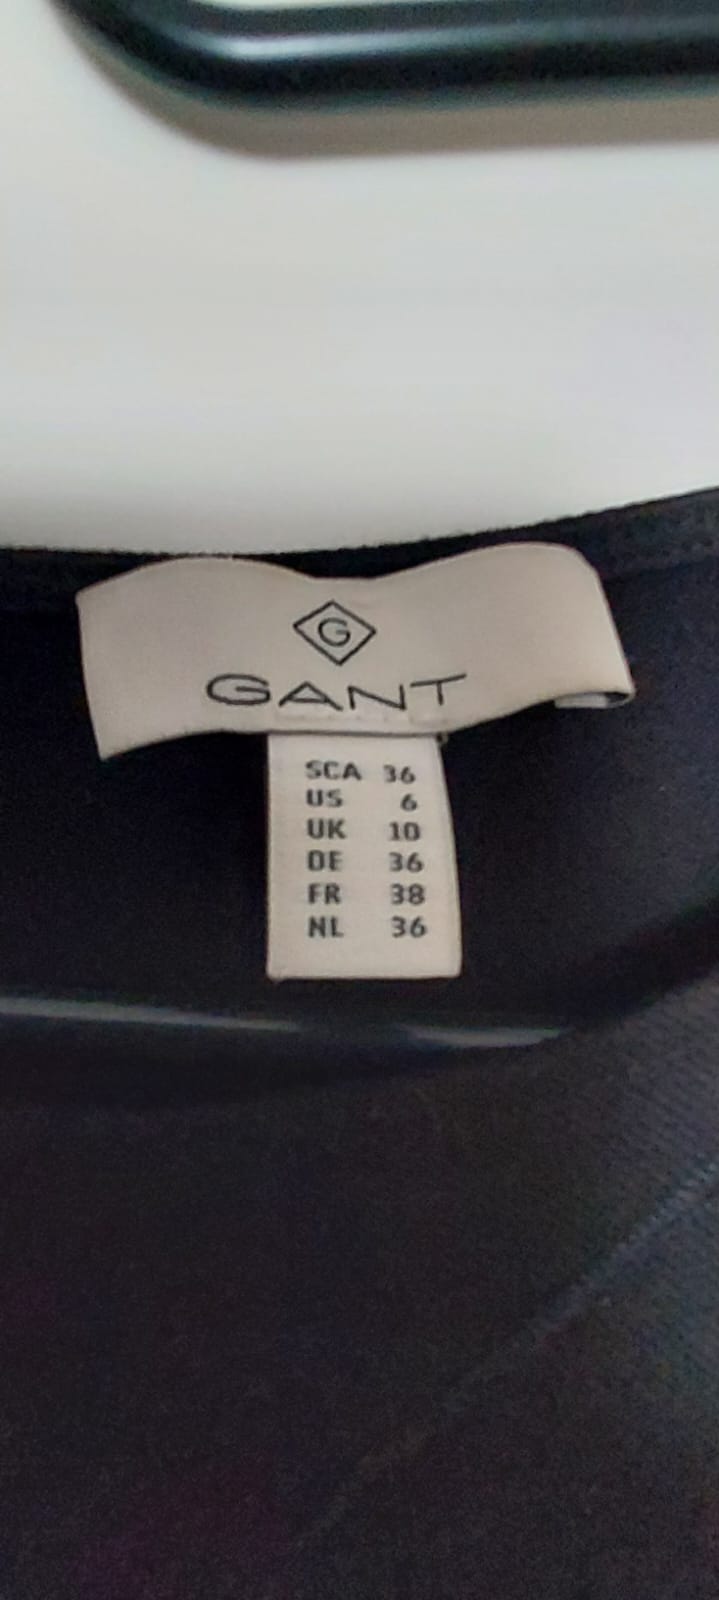 G
GANT
SCA 36
US 6
UK 10
DE 36
FR 38
NL 36